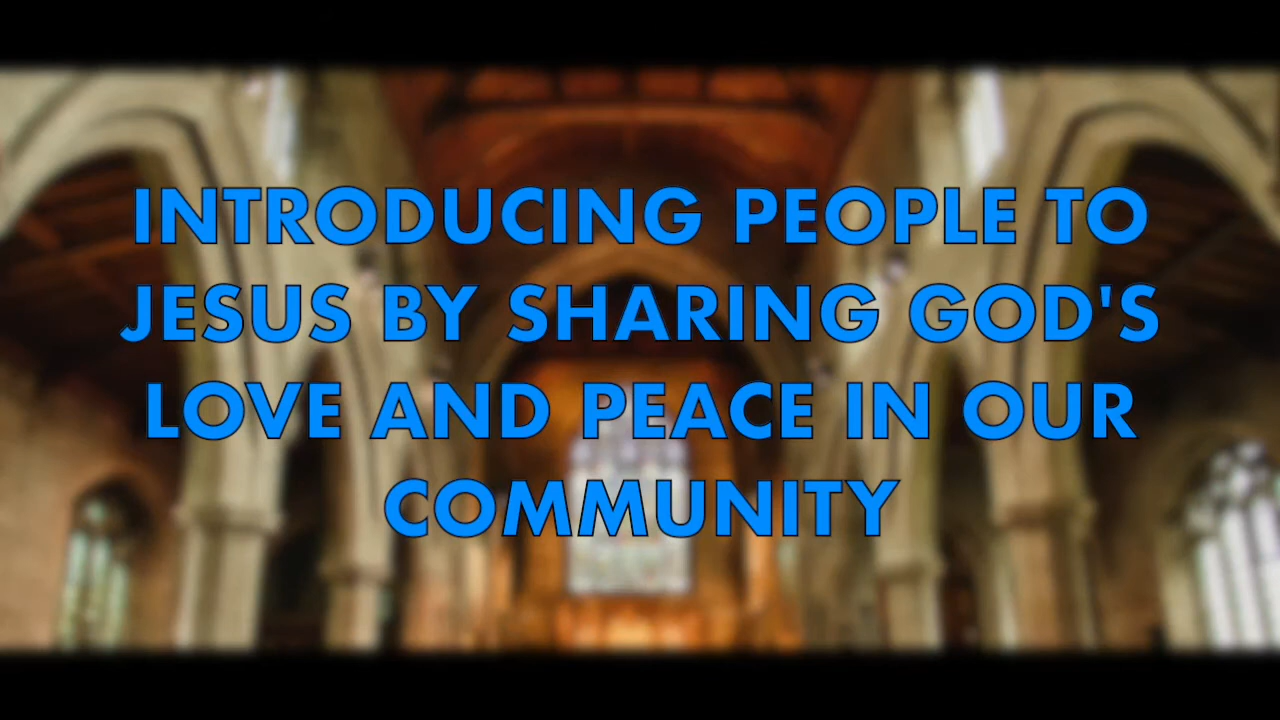 INTRODUCING PEOPLE TO
JESUS BY SHARING GOD'S
LOVE AND PEACE IN OUR
COMMUNITY